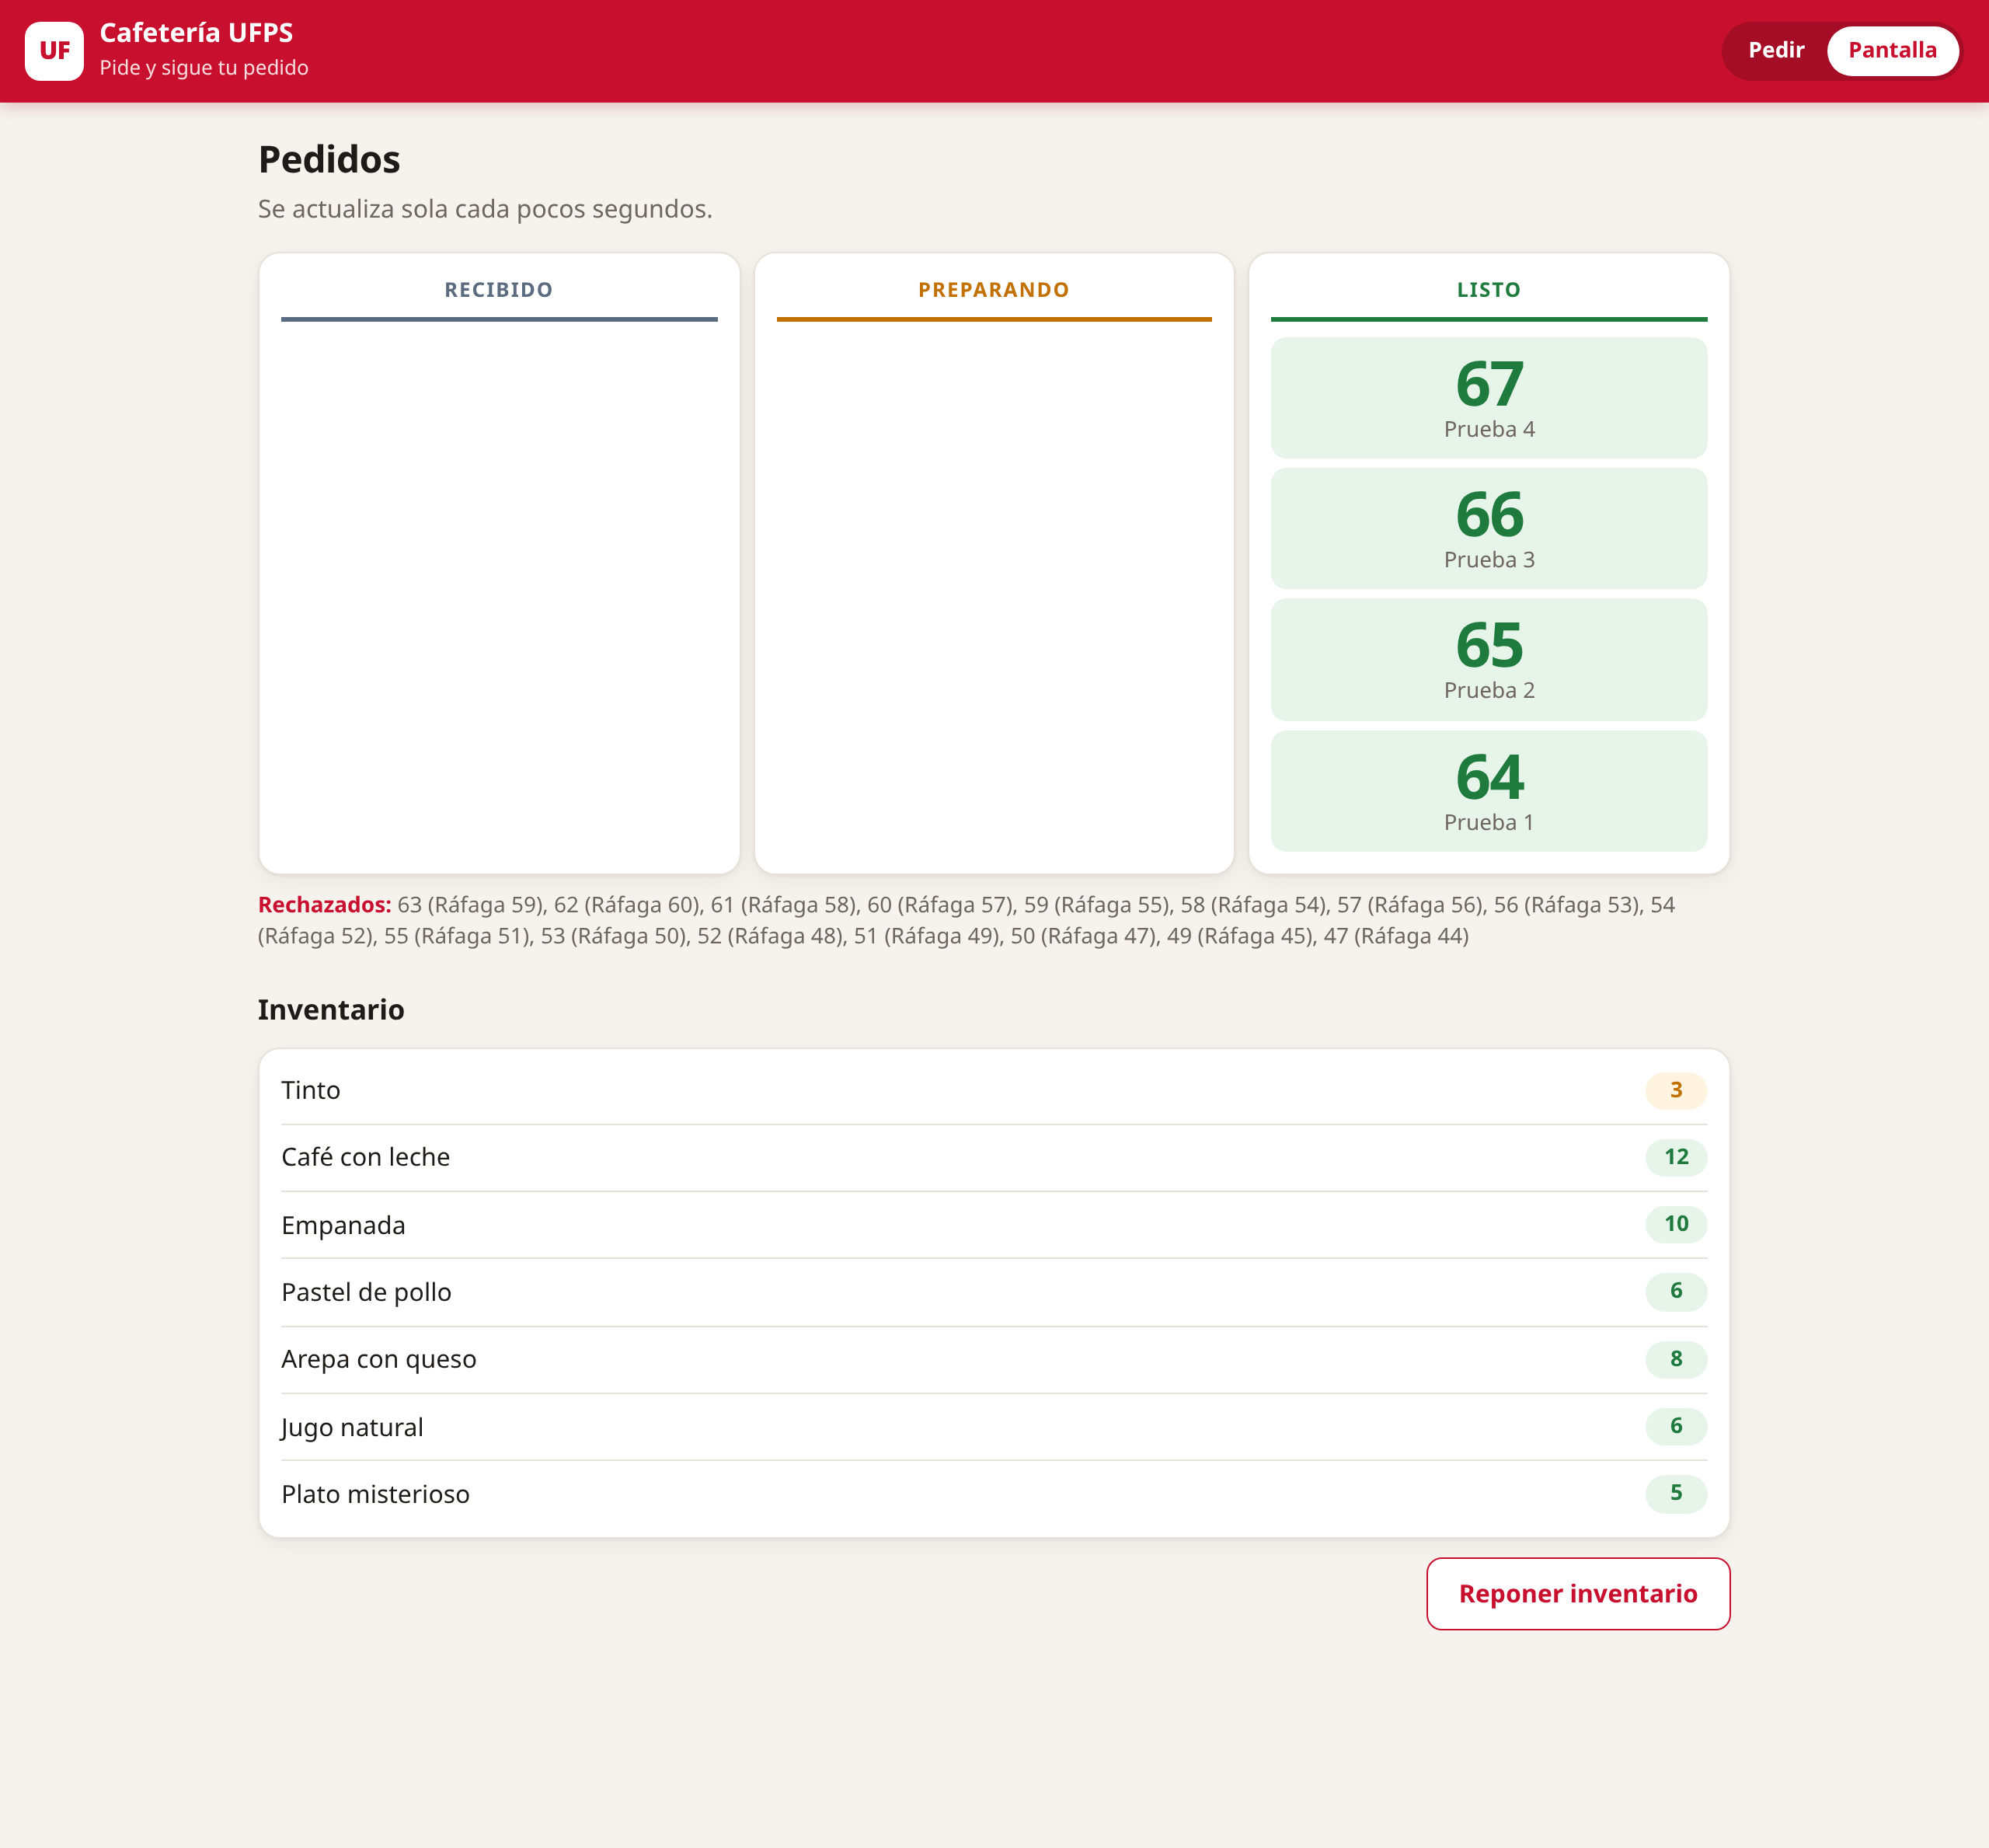 UF
Cafetería UFPS
Pide y sigue tu pedido
Pedir
Pantalla
Pedidos
Se actualiza sola cada pocos segundos.
RECIBIDO
PREPARANDO
LISTO
67
Prueba 4
66
Prueba 3
65
Prueba 2
64
Prueba 1
Rechazados: 63 (Ráfaga 59), 62 (Ráfaga 60), 61 (Ráfaga 58), 60 (Ráfaga 57), 59 (Ráfaga 55), 58 (Ráfaga 54), 57 (Ráfaga 56), 56 (Ráfaga 53), 54
(Ráfaga 52), 55 (Ráfaga 51), 53 (Ráfaga 50), 52 (Ráfaga 48), 51 (Ráfaga 49), 50 (Ráfaga 47), 49 (Ráfaga 45), 47 (Ráfaga 44)
Inventario
Tinto 3
Café con leche 12
Empanada 10
Pastel de pollo 6
Arepa con queso 8
Jugo natural 6
Plato misterioso 5
Reponer inventario